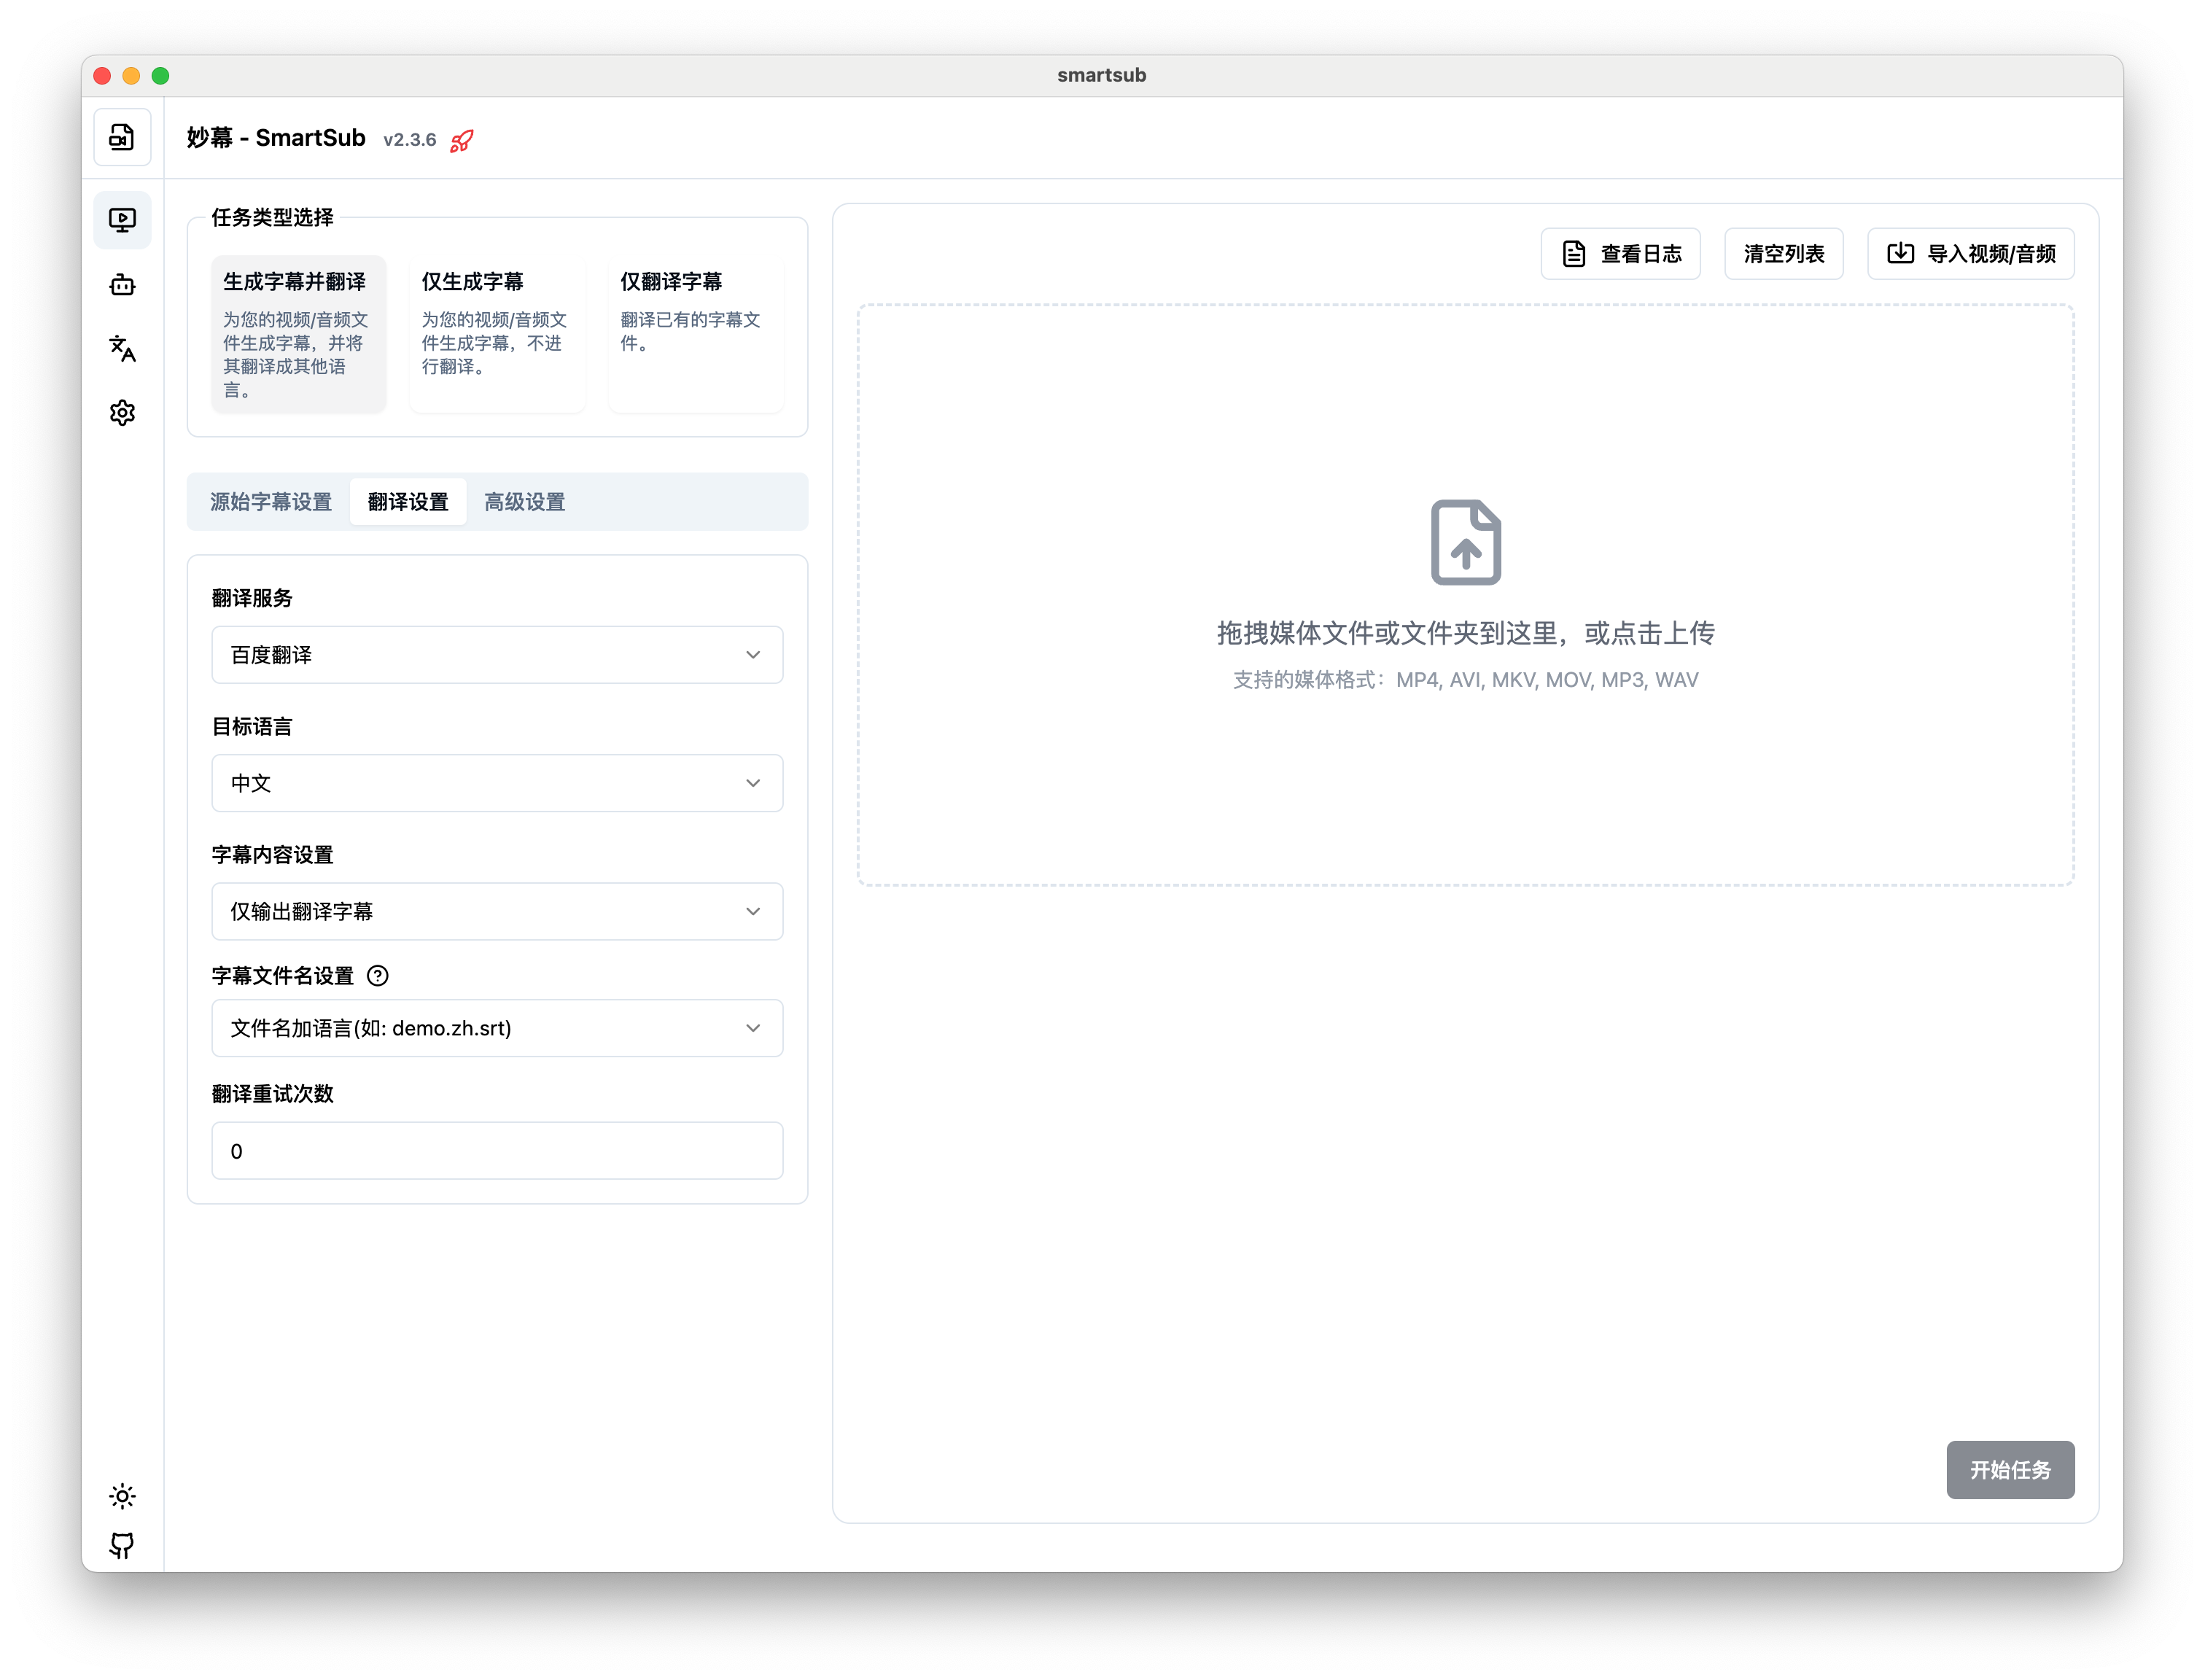 smartsub
妙幕 - SmartSub v2.3.6
任务类型选择
生成字幕并翻译
为您的视频/音频文
件生成字幕，并将
其翻译成其他语
言。
仅生成字幕
为您的视频/音频文
件生成字幕，不进
行翻译。
仅翻译字幕
翻译已有的字幕文
件。
源始字幕设置 翻译设置 高级设置
翻译服务
百度翻译
目标语言
中文
字幕内容设置
仅输出翻译字幕
字幕文件名设置
文件名加语言(如: demo.zh.srt)
翻译重试次数
0
查看日志 清空列表 导入视频/音频
拖拽媒体文件或文件夹到这里，或点击上传
支持的媒体格式：MP4, AVI, MKV, MOV, MP3, WAV
开始任务